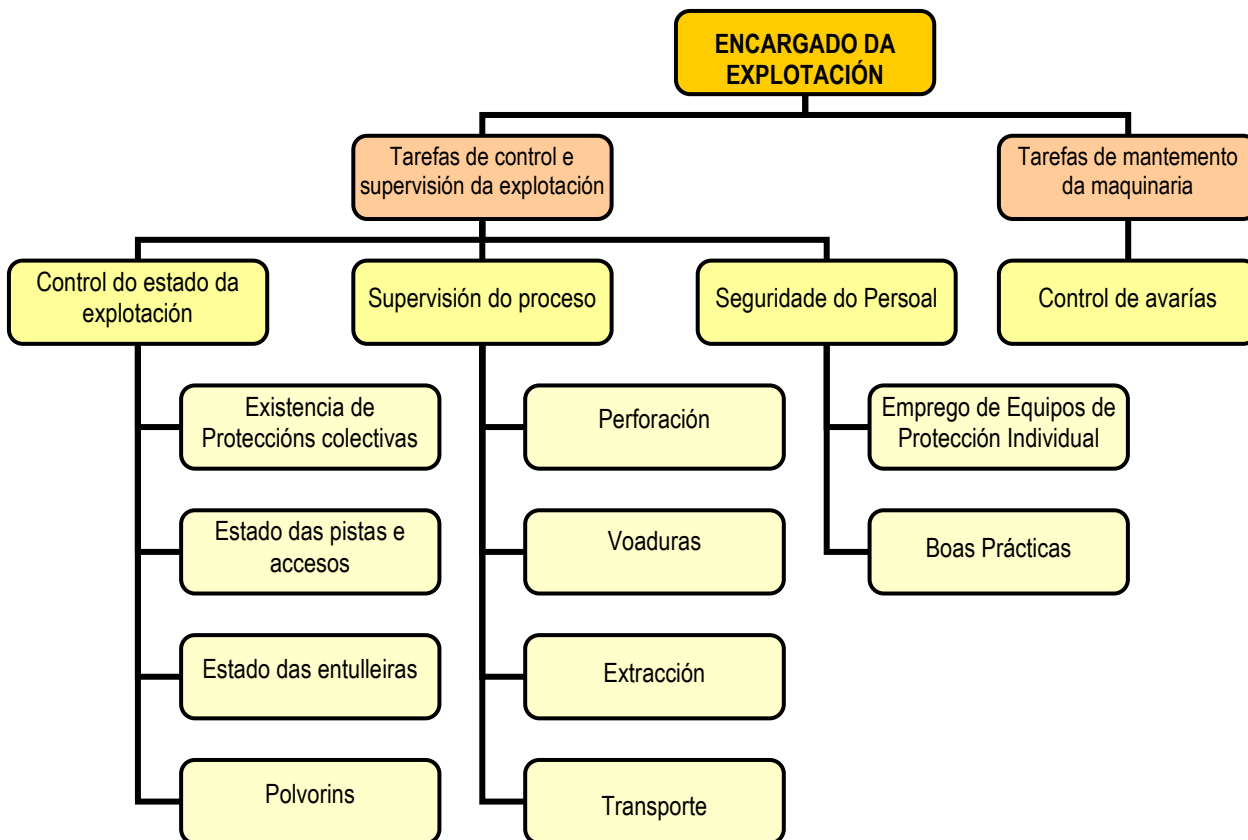 ENCARGADO DA
EXPLOTACIÓN
Tarefas de control e
supervisión da explotación
Tarefas de mantemento
da maquinaria
Control do estado da
explotación
Supervisión do proceso
Seguridade do Persoal
Control de avarías
Existencia de
Proteccións colectivas
Perforación
Emprego de Equipos de
Protección Individual
Estado das pistas e
accesos
Voaduras
Boas Prácticas
Estado das entulleiras
Extracción
Polvorins
Transporte